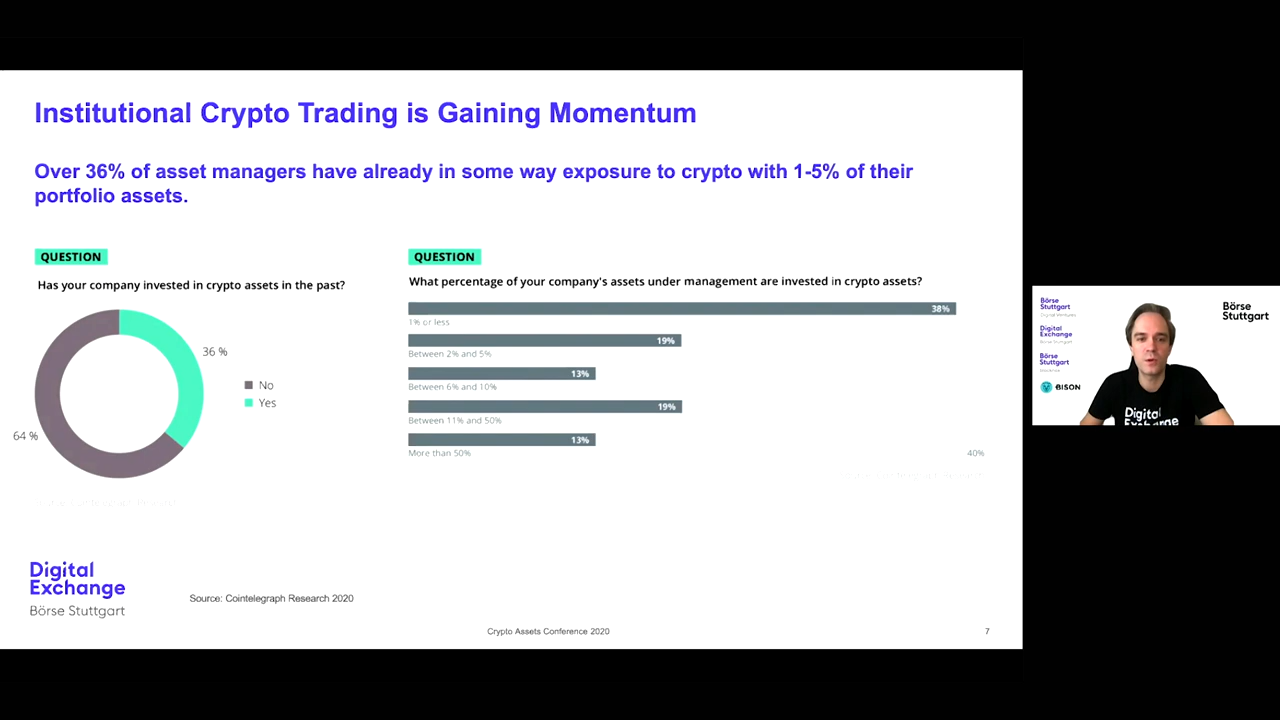 Institutional Crypto Trading is Gaining Momentum
Over 36% of asset managers have already in some way exposure to crypto with 1-5% of their
portfolio assets.
QUESTION
Has your company invested in crypto assets in the past?
36 %
No
Yes
64 %
QUESTION
What percentage of your company's assets under management are invested in crypto assets?
38%
1% or less
19%
Between 2% and 5%
13%
Between 6% and 10%
19%
Between 11% and 50%
13%
More than 50%
40%
Digital
Exchange
Börse Stuttgart
Source: Cointelegraph Research 2020
Crypto Assets Conference 2020
7
Börse
Stuttgart
Digital Ventures
Digital
Exchange
Börse Stuttgart
Börse
Stuttgart
BISON
Börse
Stuttgart
Digital
Exchange